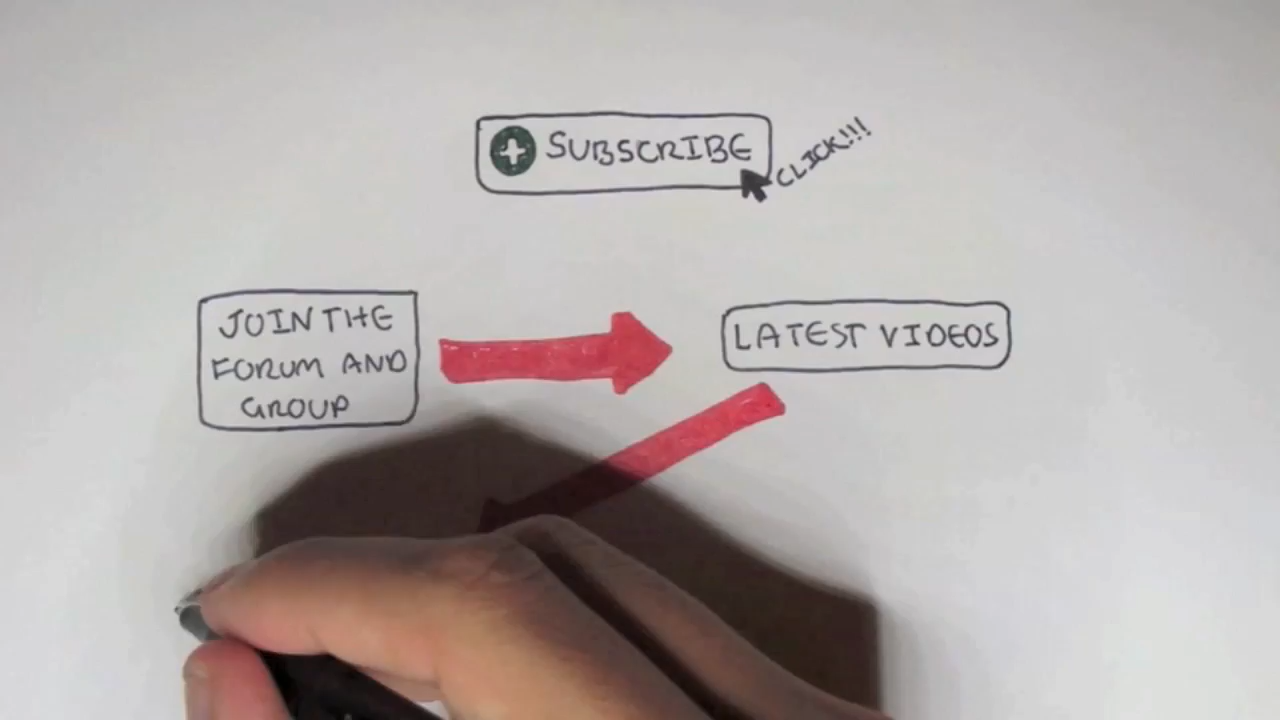 SUBSCRIBE
CLICK!!!
JOIN THE
FORUM AND
GROUP
LATEST VIDEOS